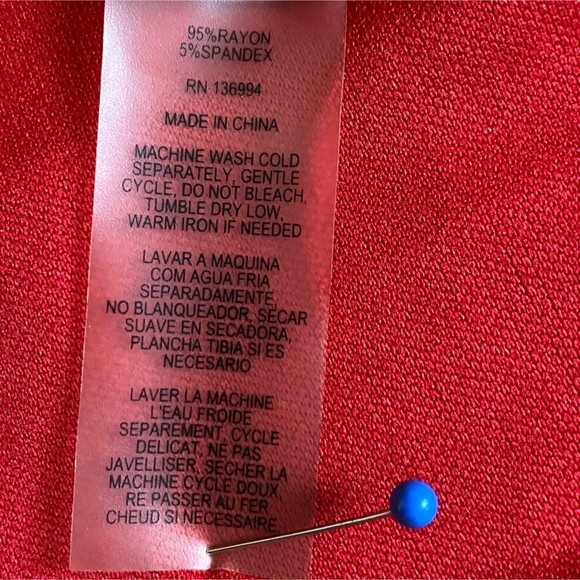 95%RAYON
5%SPANDEX
RN 136994
MADE IN CHINA
MACHINE WASH COLD
SEPARATELY, GENTLE
CYCLE, DO NOT BLEACH,
TUMBLE DRY LOW,
WARM IRON IF NEEDED
LAVAR A MAQUINA
COM AGUA FRIA
SEPARADAMENTE,
NO BLANQUEADOR, SECAR
SUAVE EN SECADORA,
PLANCHA TIBIA SI ES
NECESARIO
LAVER LA MACHINE
L'EAU FROIDE
SEPAREMENT, CYCLE
DELICAT, NE PAS
JAVELLISER, SECHER LA
MACHINE CYCLE DOUX,
RE PASSER AU FER
CHEUD SI NECESSAIRE